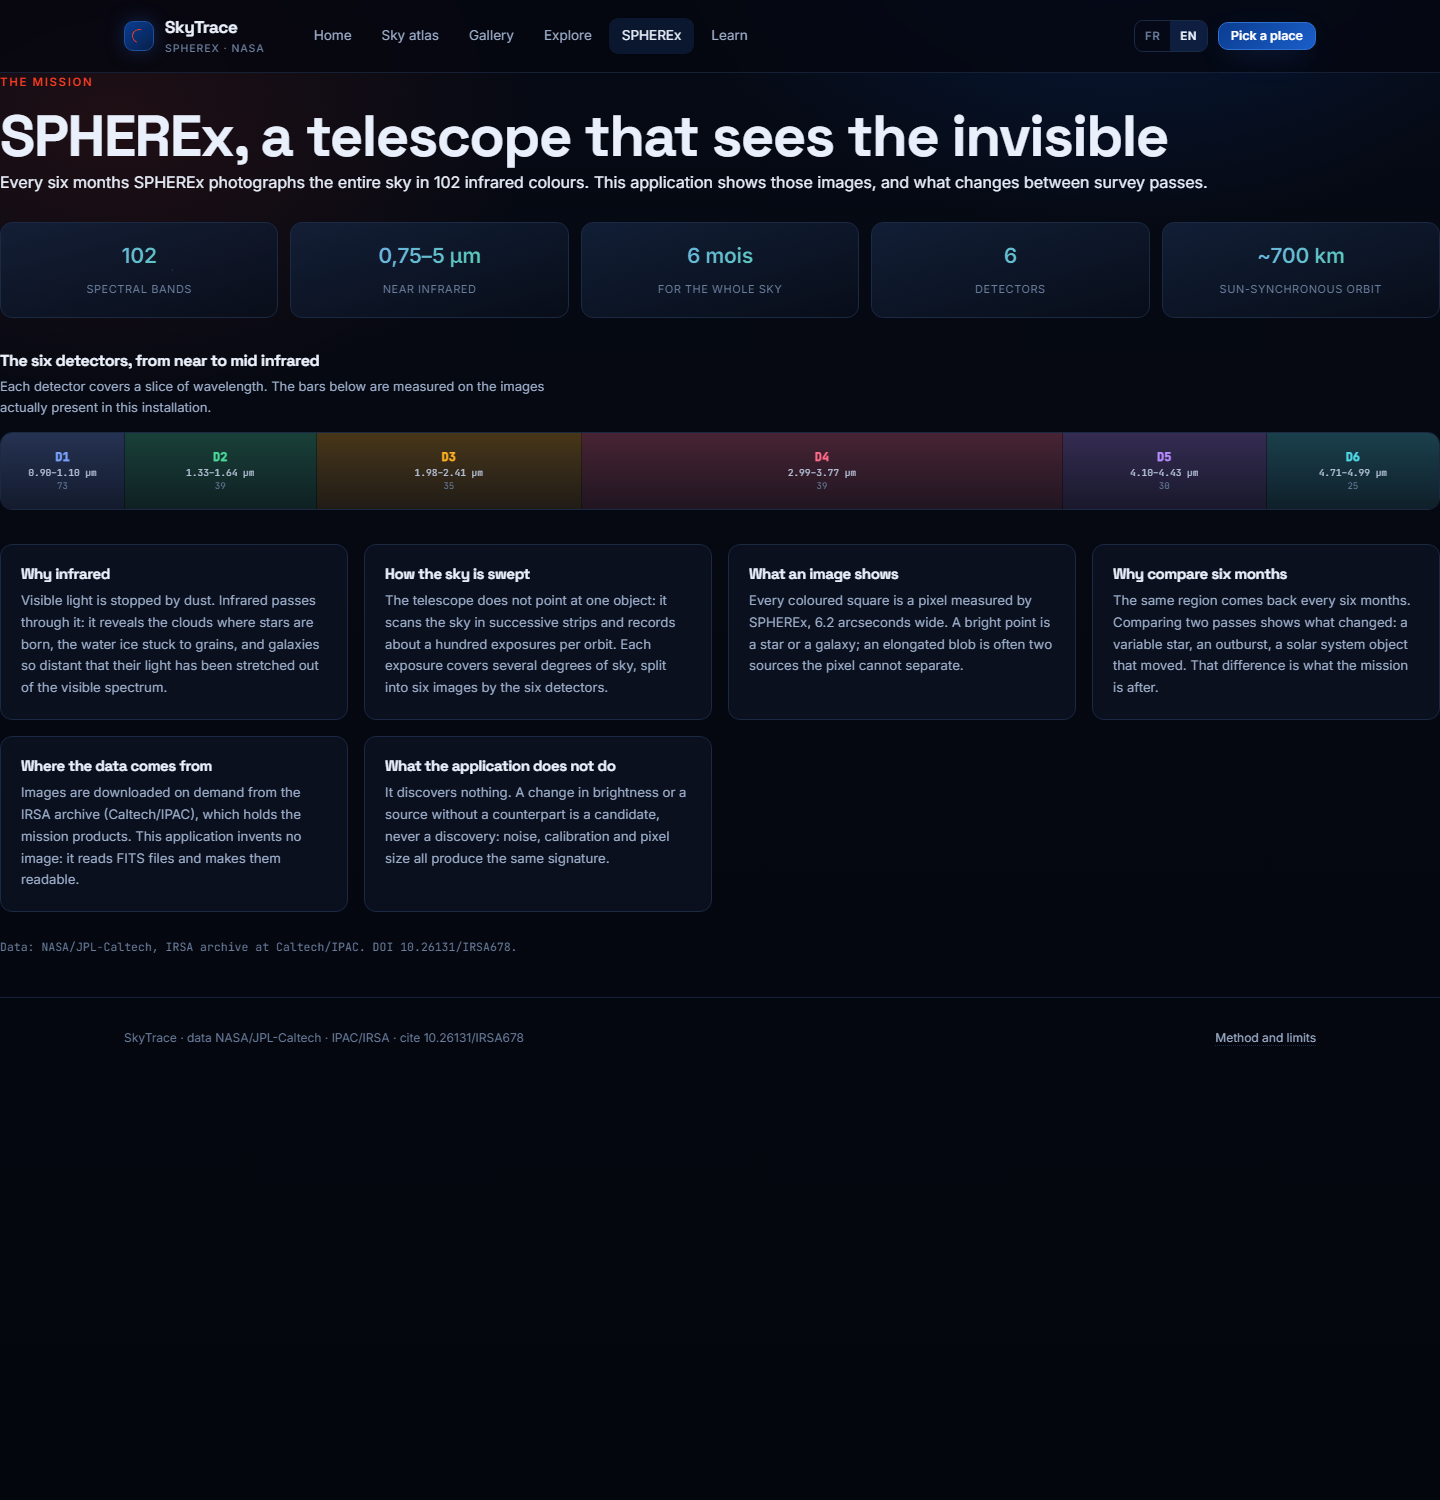 SkyTrace
SPHEREX · NASA
Home
Sky atlas
Gallery
Explore
SPHEREx
Learn
FR
EN
Pick a place
THE MISSION
SPHEREx, a telescope that sees the invisible
Every six months SPHEREx photographs the entire sky in 102 infrared colours. This application shows those images, and what changes between survey passes.
102
SPECTRAL BANDS
0,75–5 µm
NEAR INFRARED
6 mois
FOR THE WHOLE SKY
6
DETECTORS
~700 km
SUN-SYNCHRONOUS ORBIT
The six detectors, from near to mid infrared
Each detector covers a slice of wavelength. The bars below are measured on the images
actually present in this installation.
D1
0.90–1.10 µm
73
D2
1.33–1.64 µm
39
D3
1.98–2.41 µm
35
D4
2.99–3.77 µm
39
D5
4.10–4.43 µm
30
D6
4.71–4.99 µm
25
Why infrared
Visible light is stopped by dust. Infrared passes
through it: it reveals the clouds where stars are
born, the water ice stuck to grains, and galaxies
so distant that their light has been stretched out
of the visible spectrum.
How the sky is swept
The telescope does not point at one object: it
scans the sky in successive strips and records
about a hundred exposures per orbit. Each
exposure covers several degrees of sky, split
into six images by the six detectors.
What an image shows
Every coloured square is a pixel measured by
SPHEREx, 6.2 arcseconds wide. A bright point is
a star or a galaxy; an elongated blob is often two
sources the pixel cannot separate.
Why compare six months
The same region comes back every six months.
Comparing two passes shows what changed: a
variable star, an outburst, a solar system object
that moved. That difference is what the mission
is after.
Where the data comes from
Images are downloaded on demand from the
IRSA archive (Caltech/IPAC), which holds the
mission products. This application invents no
image: it reads FITS files and makes them
readable.
What the application does not do
It discovers nothing. A change in brightness or a
source without a counterpart is a candidate,
never a discovery: noise, calibration and pixel
size all produce the same signature.
Data: NASA/JPL-Caltech, IRSA archive at Caltech/IPAC. DOI 10.26131/IRSA678.
SkyTrace · data NASA/JPL-Caltech · IPAC/IRSA · cite 10.26131/IRSA678
Method and limits